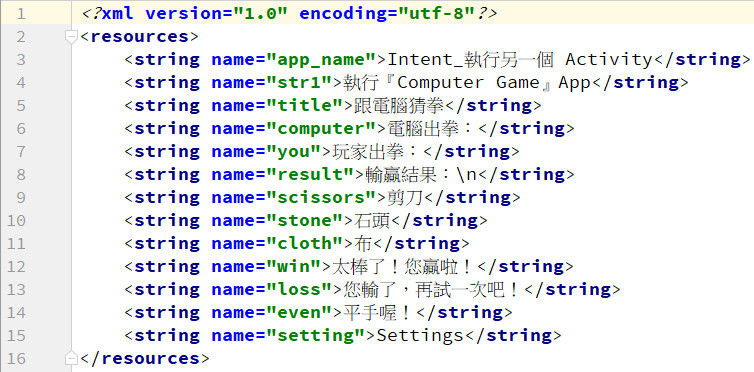 1 <?xml version="1.0" encoding="utf-8"?>
2 <resources>
3 <string name="app_name">Intent_執行另一個 Activity</string>
4 <string name="str1">執行『Computer Game』App</string>
5 <string name="title">跟電腦猜拳</string>
6 <string name="computer">電腦出拳：</string>
7 <string name="you">玩家出拳：</string>
8 <string name="result">輸贏結果：\n</string>
9 <string name="scissors">剪刀</string>
10 <string name="stone">石頭</string>
11 <string name="cloth">布</string>
12 <string name="win">太棒了！您贏啦！</string>
13 <string name="loss">您輸了，再試一次吧！</string>
14 <string name="even">平手喔！</string>
15 <string name="setting">Settings</string>
16 </resources>